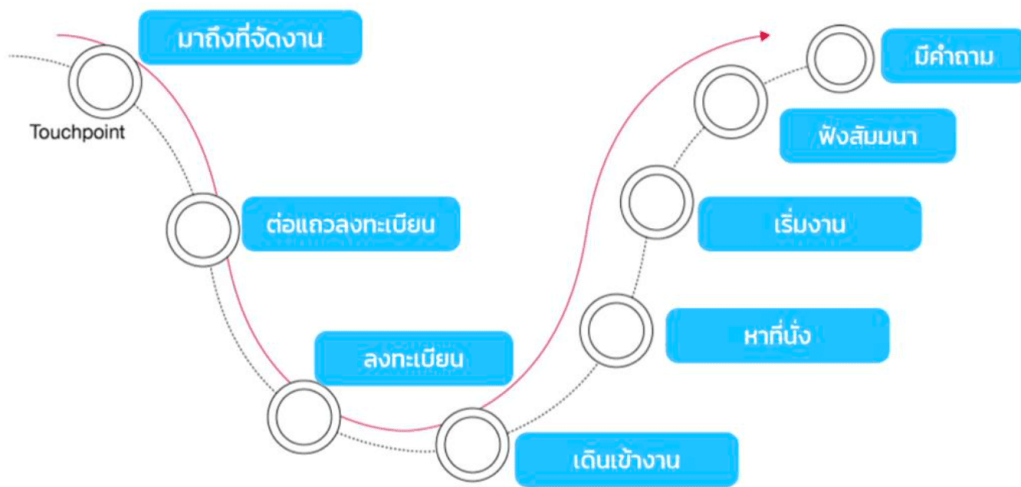 มาถึงที่จัดงาน
Touchpoint
ต่อแถวลงทะเบียน
ลงทะเบียน
เดินเข้างาน
หาที่นั่ง
เริ่มงาน
ฟังสัมมนา
มีคำถาม